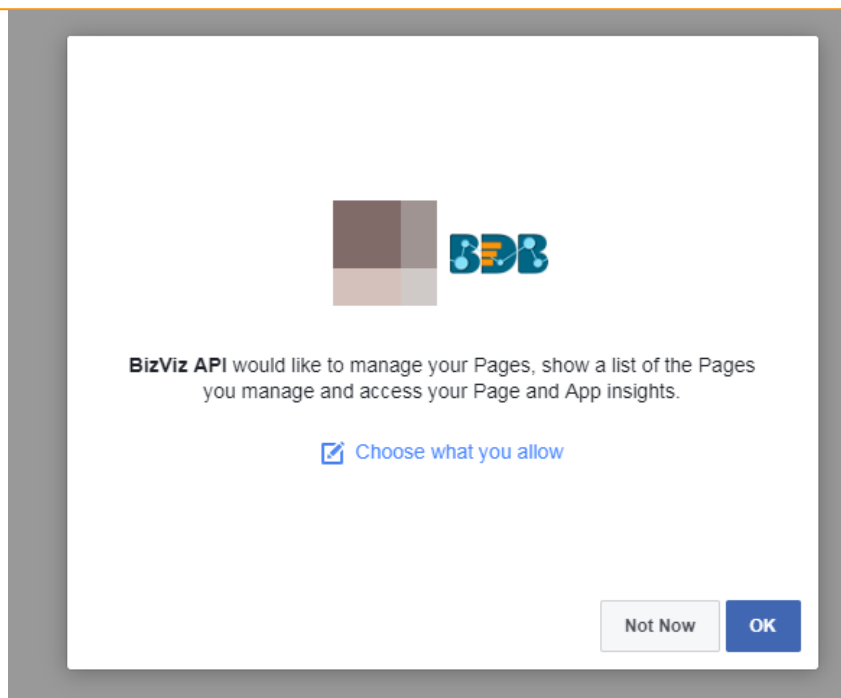 BDB
BizViz API would like to manage your Pages, show a list of the Pages
you manage and access your Page and App insights.
Choose what you allow
Not Now
OK